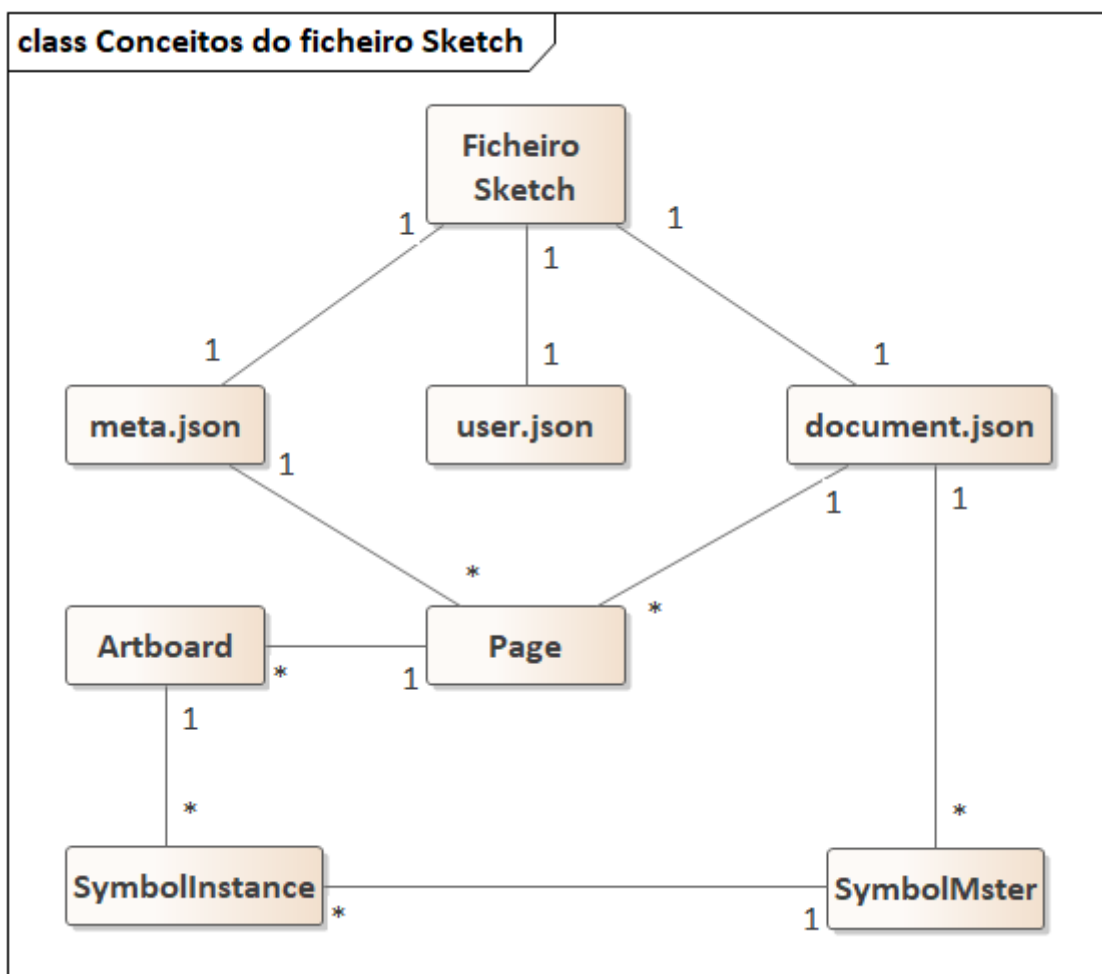 class Conceitos do ficheiro Sketch
Ficheiro
Sketch
1
1
1
1
1
1
meta.json
user.json
document.json
1
1
1
*
*
Artboard
Page
*
1
1
*
*
SymbolInstance
SymbolMster
*
1